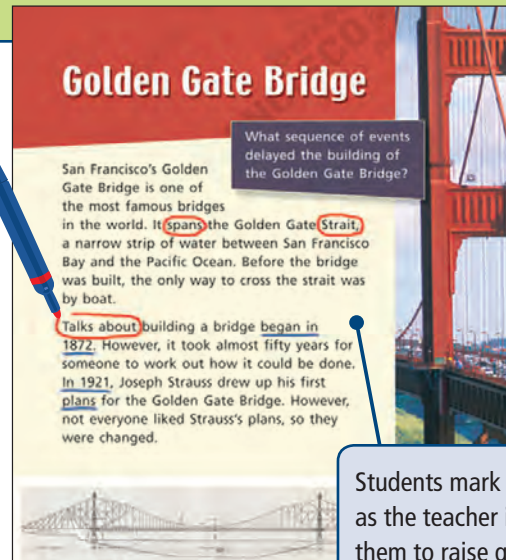 Golden Gate Bridge
What sequence of events
delayed the building of
the Golden Gate Bridge?
San Francisco's Golden
Gate Bridge is one of
the most famous bridges
in the world. It spans the Golden Gate Strait,
a narrow strip of water between San Francisco
Bay and the Pacific Ocean. Before the bridge
was built, the only way to cross the strait was
by boat.
Talks about building a bridge began in
1872. However, it took almost fifty years for
someone to work out how it could be done.
In 1921, Joseph Strauss drew up his first
plans for the Golden Gate Bridge. However,
not everyone liked Strauss's plans, so they
were changed.
Students mark
as the teacher
them to raise